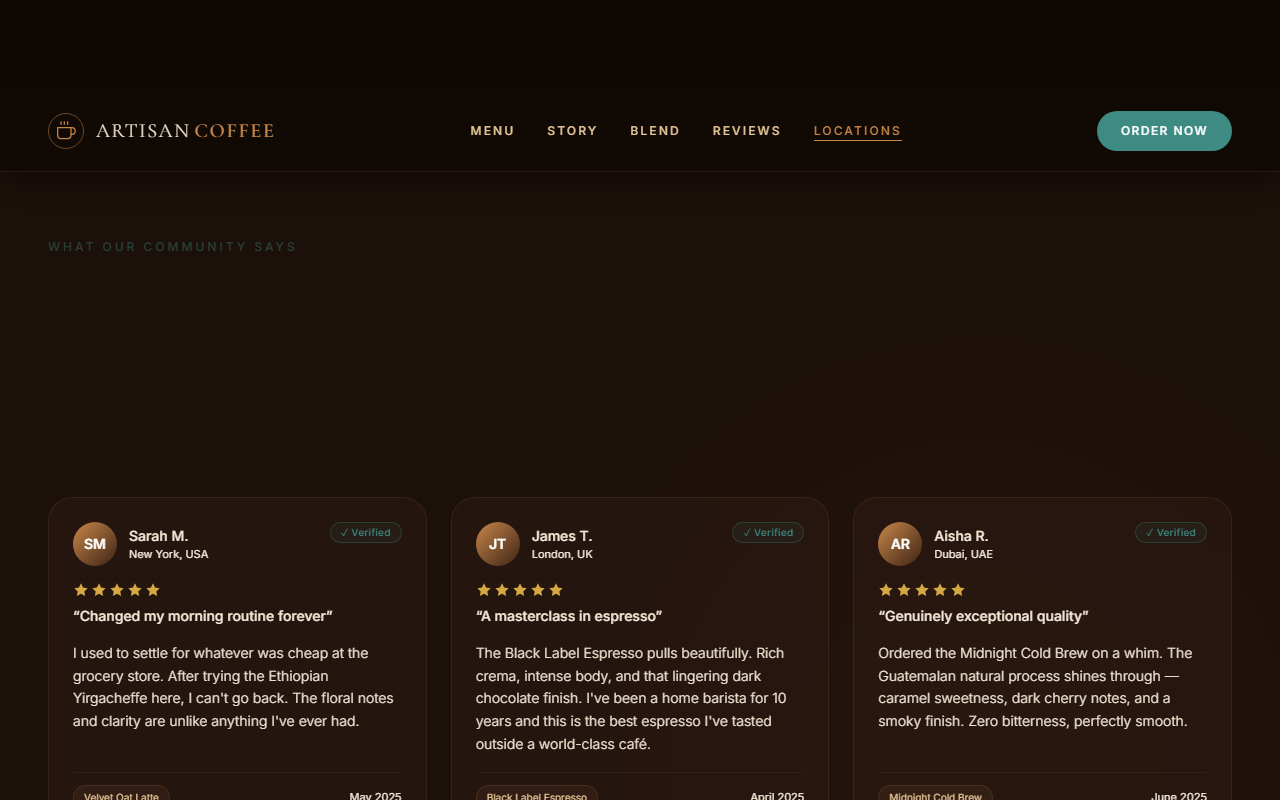 ARTISAN COFFEE
MENU
STORY
BLEND
REVIEWS
LOCATIONS
ORDER NOW
WHAT OUR COMMUNITY SAYS
SM
Sarah M.
New York, USA
✓ Verified
★★★★★
“Changed my morning routine forever”
I used to settle for whatever was cheap at the
grocery store. After trying the Ethiopian
Yirgacheffe here, I can't go back. The floral notes
and clarity are unlike anything I've ever had.
Velvet Oat Latte
May 2025
JT
James T.
London, UK
✓ Verified
★★★★★
“A masterclass in espresso”
The Black Label Espresso pulls beautifully. Rich
crema, intense body, and that lingering dark
chocolate finish. I've been a home barista for 10
years and this is the best espresso I've tasted
outside a world-class café.
Black Label Espresso
April 2025
AR
Aisha R.
Dubai, UAE
✓ Verified
★★★★★
“Genuinely exceptional quality”
Ordered the Midnight Cold Brew on a whim. The
Guatemalan natural process shines through —
caramel sweetness, dark cherry notes, and a
smoky finish. Zero bitterness, perfectly smooth.
Midnight Cold Brew
June 2025